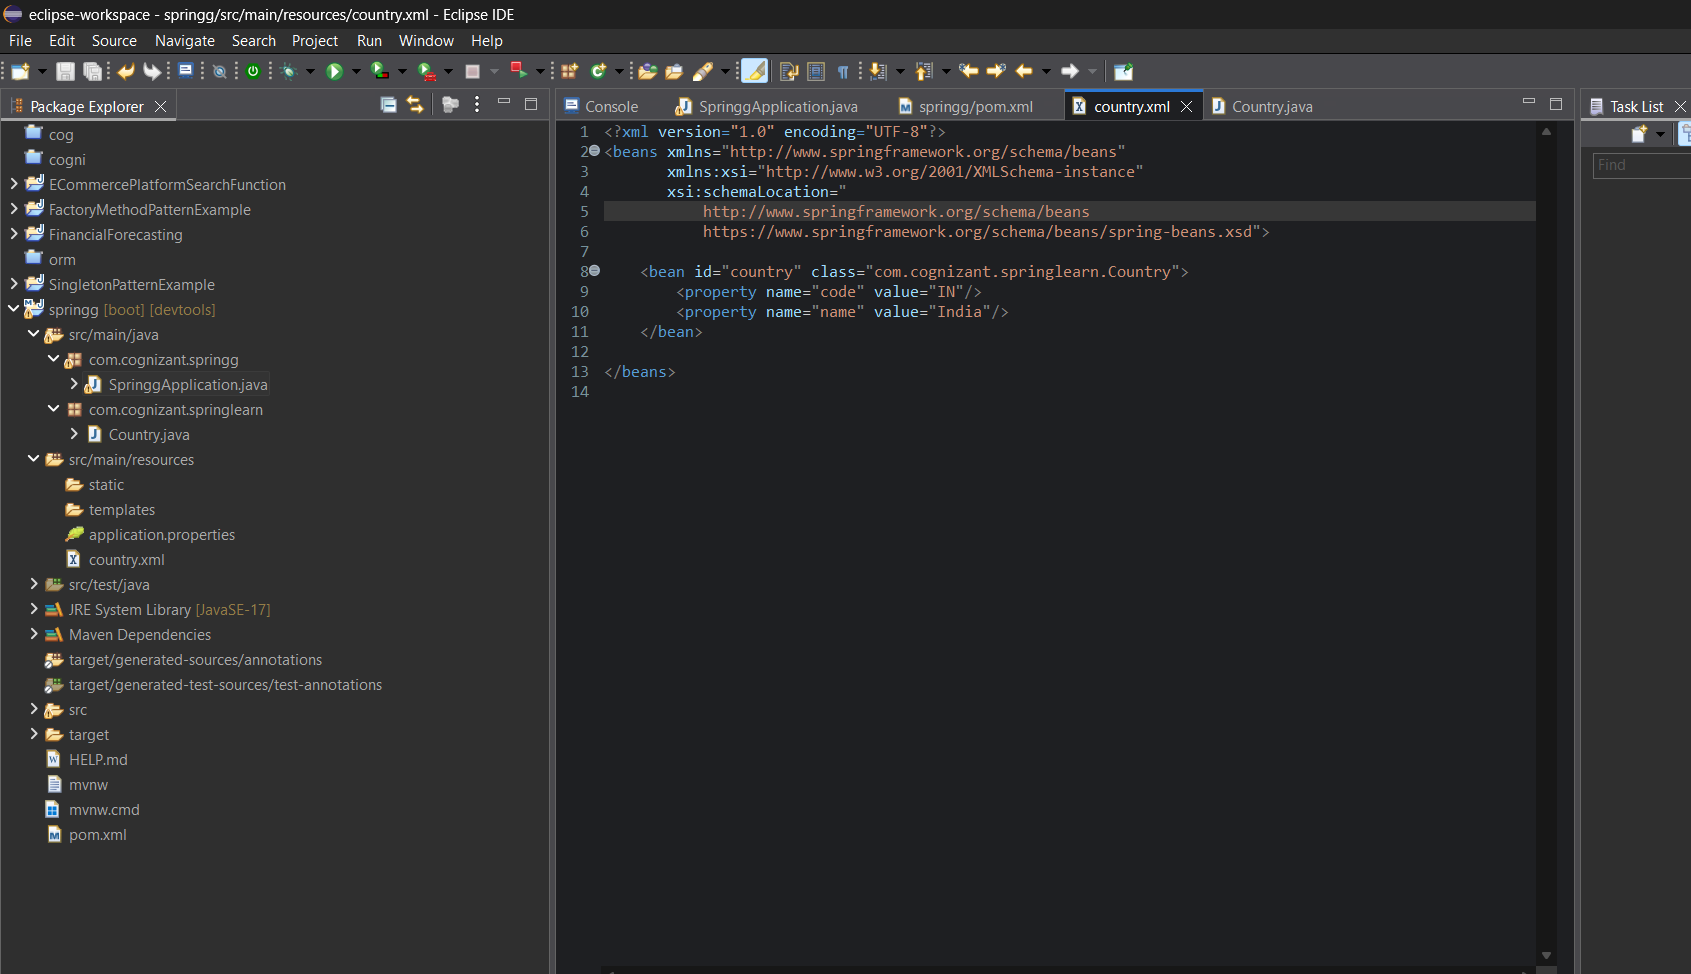 eclipse-workspace - springg/src/main/resources/country.xml - Eclipse IDE
File Edit Source Navigate Search Project Run Window Help
Package Explorer
cog
cogni
ECommercePlatformSearchFunction
FactoryMethodPatternExample
FinancialForecasting
orm
SingletonPatternExample
springg [boot] [devtools]
src/main/java
com.cognizant.springg
SpringgApplication.java
com.cognizant.springlearn
Country.java
src/main/resources
static
templates
application.properties
country.xml
src/test/java
JRE System Library [JavaSE-17]
Maven Dependencies
target/generated-sources/annotations
target/generated-test-sources/test-annotations
src
target
HELP.md
mvnw
mvnw.cmd
pom.xml
Console SpringgApplication.java springg/pom.xml country.xml Country.java
1 <?xml version="1.0" encoding="UTF-8"?>
2 <beans xmlns="http://www.springframework.org/schema/beans"
3 xmlns:xsi="http://www.w3.org/2001/XMLSchema-instance"
4 xsi:schemaLocation="
5 http://www.springframework.org/schema/beans
6 https://www.springframework.org/schema/beans/spring-beans.xsd">
7
8 <bean id="country" class="com.cognizant.springlearn.Country">
9 <property name="code" value="IN"/>
10 <property name="name" value="India"/>
11 </bean>
12
13 </beans>
14
Task List
Find